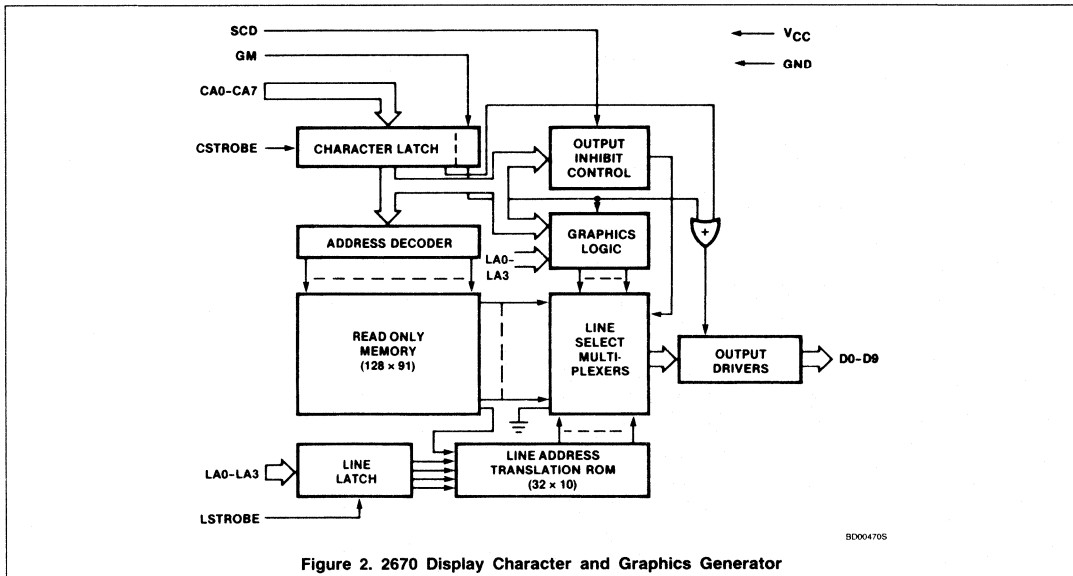 SCD
V_CC
GM
GND
CA0–CA7
CSTROBE
CHARACTER LATCH
OUTPUT
INHIBIT
CONTROL
+
ADDRESS DECODER
GRAPHICS
LOGIC
LA0–
LA3
READ ONLY
MEMORY
(128 × 91)
LINE
SELECT
MULTI-
PLEXERS
OUTPUT
DRIVERS
D0–D9
LA0–LA3
LINE
LATCH
LINE ADDRESS
TRANSLATION ROM
(32 × 10)
LSTROBE
BD00470S
Figure 2. 2670 Display Character and Graphics Generator